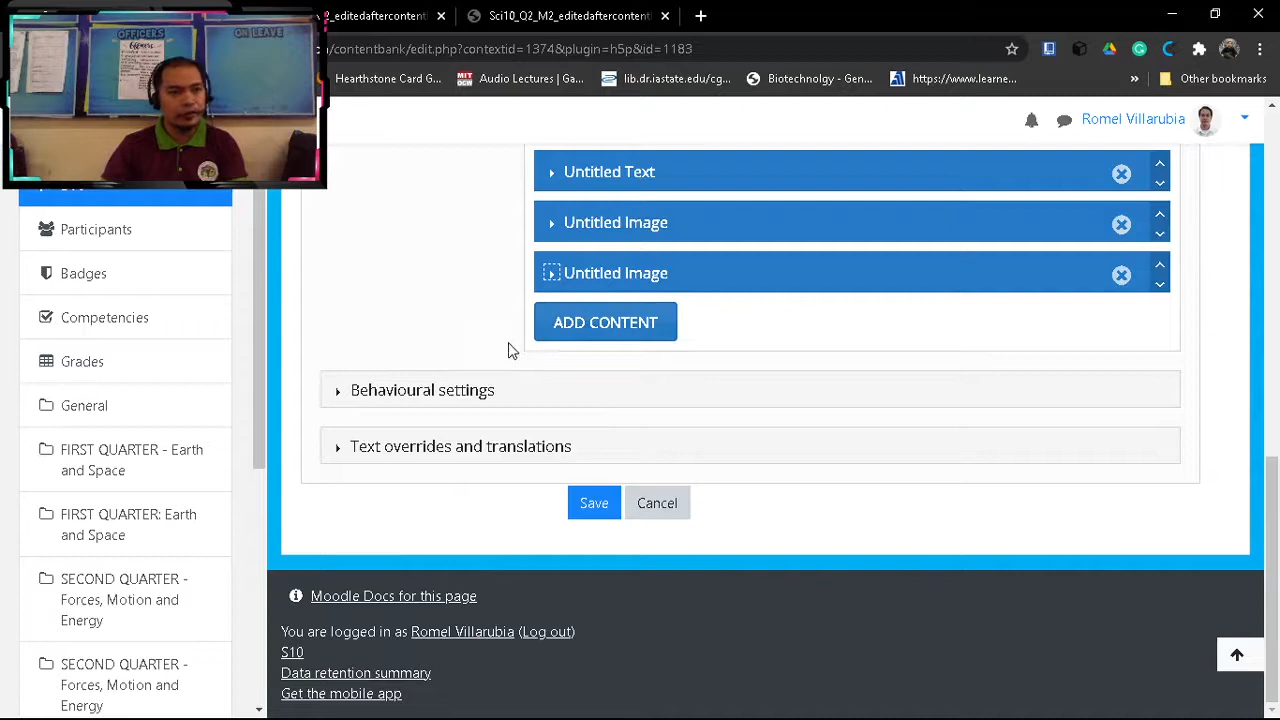 OFFICERS
ON LEAVE
_editedaftercontent
/contentbank/edit.php?contextid=1374&plugin=h5p&id=1183
Hearthstone Card G...
MIT
Audio Lectures | Ga...
lib.dr.iastate.edu/cg...
Biotechnolgy - Gen...
https://www.learne...
»
Other bookmarks
Romel Villarubia
Participants
Badges
Competencies
Grades
General
FIRST QUARTER - Earth
and Space
FIRST QUARTER: Earth
and Space
SECOND QUARTER -
Forces, Motion and
Energy
SECOND QUARTER -
Forces, Motion and
Energy
Untitled Text
Untitled Image
Untitled Image
ADD CONTENT
Behavioural settings
Text overrides and translations
Save
Cancel
Moodle Docs for this page
You are logged in as Romel Villarubia (Log out)
S10
Data retention summary
Get the mobile app